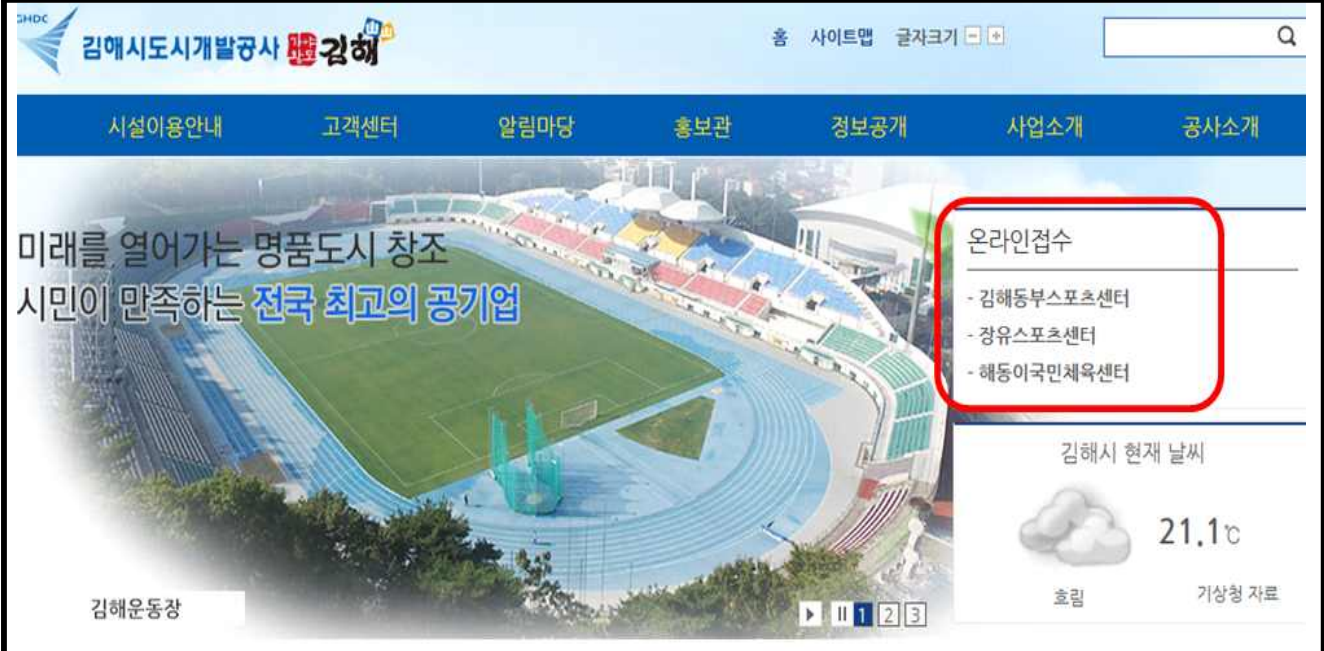 GHDC
김해시도시개발공사 가야왕도 김해
홈 사이트맵 글자크기
시설이용안내 고객센터 알림마당 홍보관 정보공개 사업소개 공사소개
미래를 열어가는 명품도시 창조
시민이 만족하는 전국 최고의 공기업
온라인접수
- 김해동부스포츠센터
- 장유스포츠센터
- 해동이국민체육센터
김해시 현재 날씨
21.1℃
흐림 기상청 자료
김해운동장
1 2 3